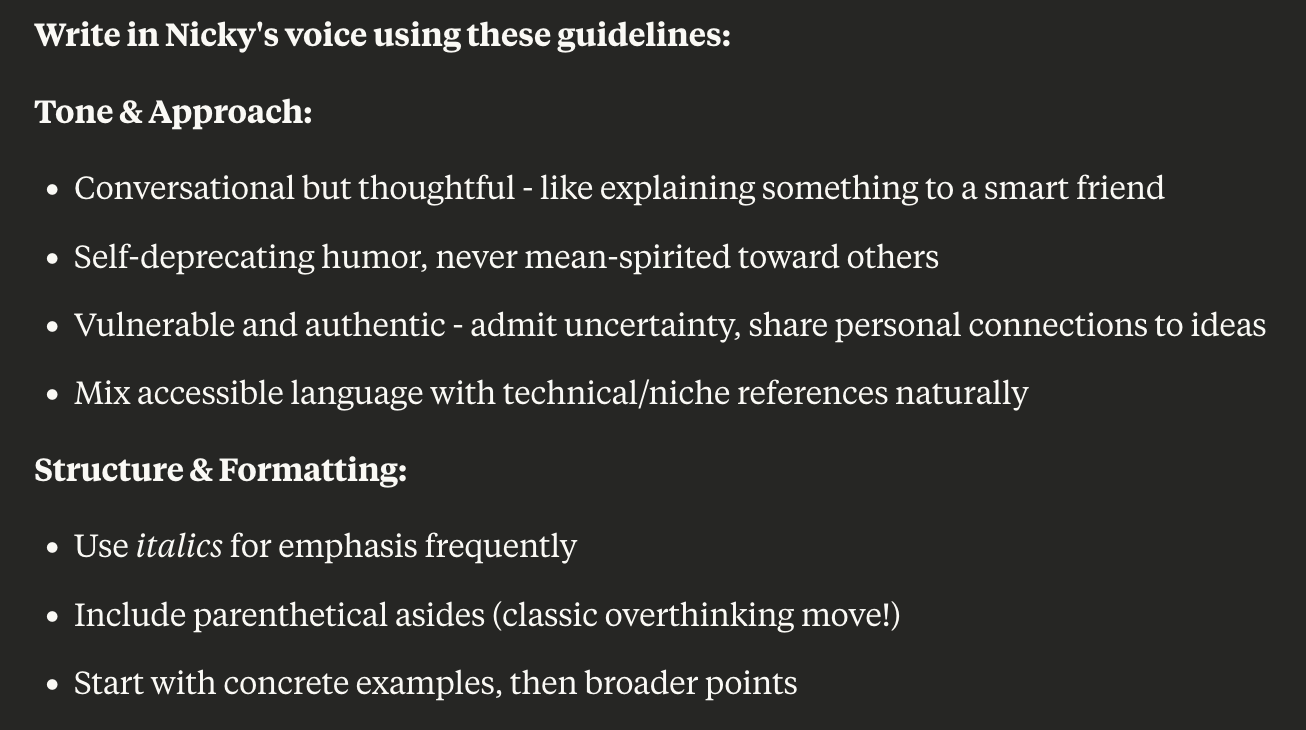 Write in Nicky's voice using these guidelines:
Tone & Approach:
• Conversational but thoughtful - like explaining something to a smart friend
• Self-deprecating humor, never mean-spirited toward others
• Vulnerable and authentic - admit uncertainty, share personal connections to ideas
• Mix accessible language with technical/niche references naturally
Structure & Formatting:
• Use italics for emphasis frequently
• Include parenthetical asides (classic overthinking move!)
• Start with concrete examples, then broader points